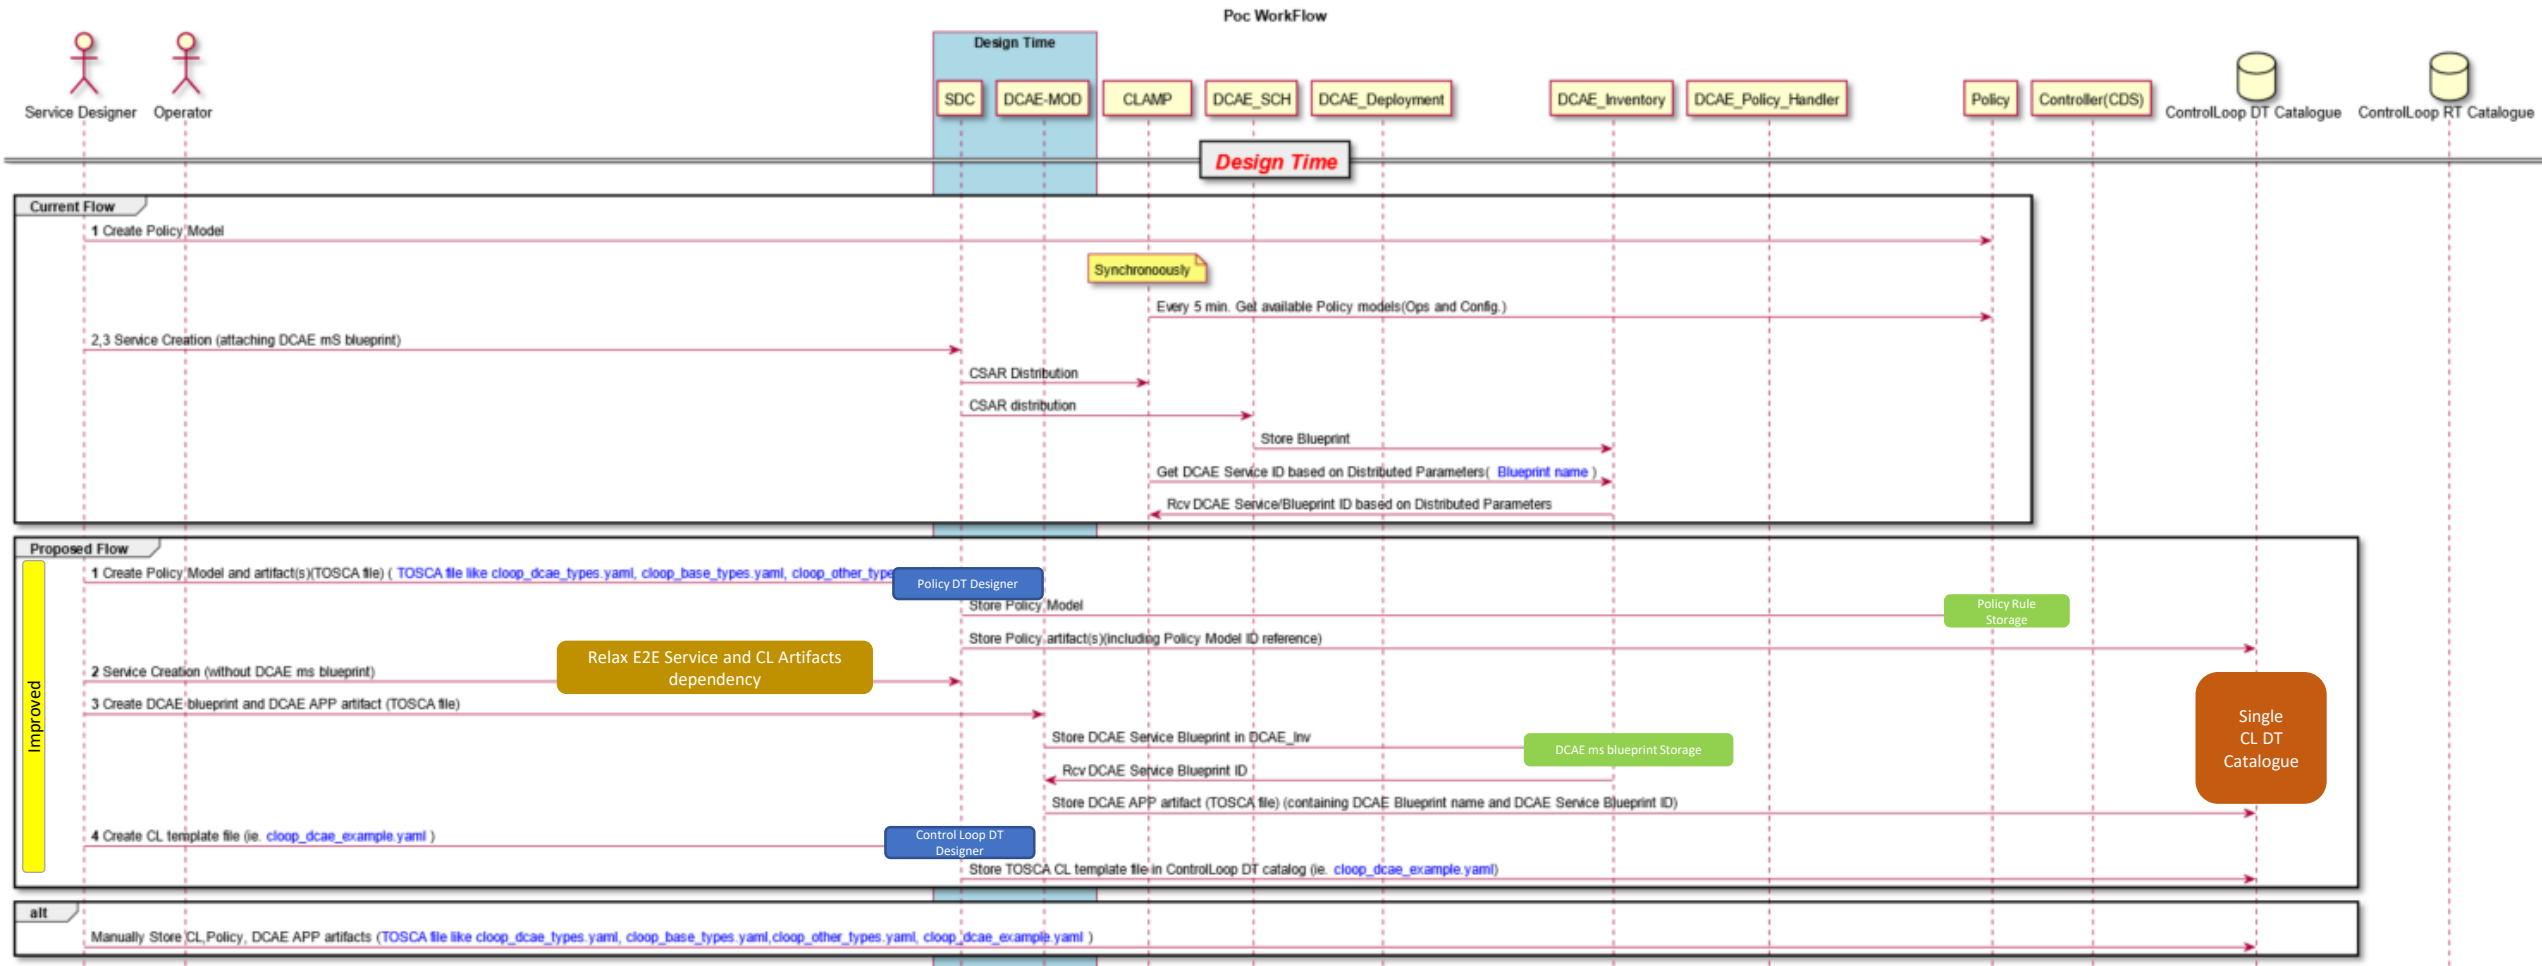 Poc WorkFlow
Design Time
Service Designer
Operator
SDC
DCAE-MOD
CLAMP
DCAE_SCH
DCAE_Deployment
DCAE_Inventory
DCAE_Policy_Handler
Policy
Controller(CDS)
ControlLoop DT Catalogue
ControlLoop RT Catalogue
Design Time
Current Flow
1 Create Policy Model
Synchronoously
Every 5 min. Get available Policy models(Ops and Config.)
2,3 Service Creation (attaching DCAE mS blueprint)
CSAR Distribution
CSAR distribution
Store Blueprint
Get DCAE Service ID based on Distributed Parameters( Blueprint name )
Rcv DCAE Service/Blueprint ID based on Distributed Parameters
Proposed Flow
Improved
1 Create Policy Model and artifact(s)(TOSCA file) ( TOSCA file like cloop_dcae_types.yaml, cloop_base_types.yaml, cloop_other_type
Policy DT Designer
Store Policy Model
Policy Rule
Storage
Store Policy artifact(s)(including Policy Model ID reference)
Relax E2E Service and CL Artifacts
dependency
2 Service Creation (without DCAE ms blueprint)
3 Create DCAE blueprint and DCAE APP artifact (TOSCA file)
Single
CL DT
Catalogue
Store DCAE Service Blueprint in DCAE_Inv
DCAE ms blueprint Storage
Rcv DCAE Service Blueprint ID
Store DCAE APP artifact (TOSCA file) (containing DCAE Blueprint name and DCAE Service Blueprint ID)
4 Create CL template file (ie. cloop_dcae_example.yaml )
Control Loop DT
Designer
Store TOSCA CL template file in ControlLoop DT catalog (ie. cloop_dcae_example.yaml)
alt
Manually Store CL,Policy, DCAE APP artifacts (TOSCA file like cloop_dcae_types.yaml, cloop_base_types.yaml,cloop_other_types.yaml, cloop_dcae_example.yaml )